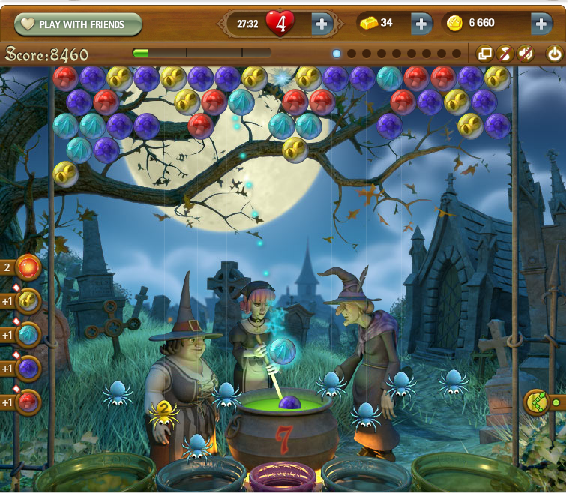 PLAY WITH FRIENDS
27:32 4 + 34 + 6 660 +
Score:8460
2
+1
+1
+1
+1
2
7